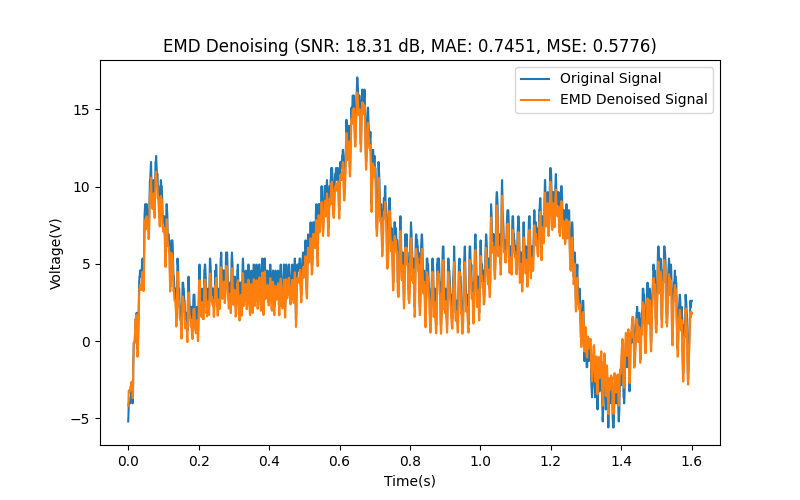 EMD Denoising (SNR: 18.31 dB, MAE: 0.7451, MSE: 0.5776)
Original Signal
EMD Denoised Signal
Voltage(V)
15
10
5
0
−5
0.0 0.2 0.4 0.6 0.8 1.0 1.2 1.4 1.6
Time(s)